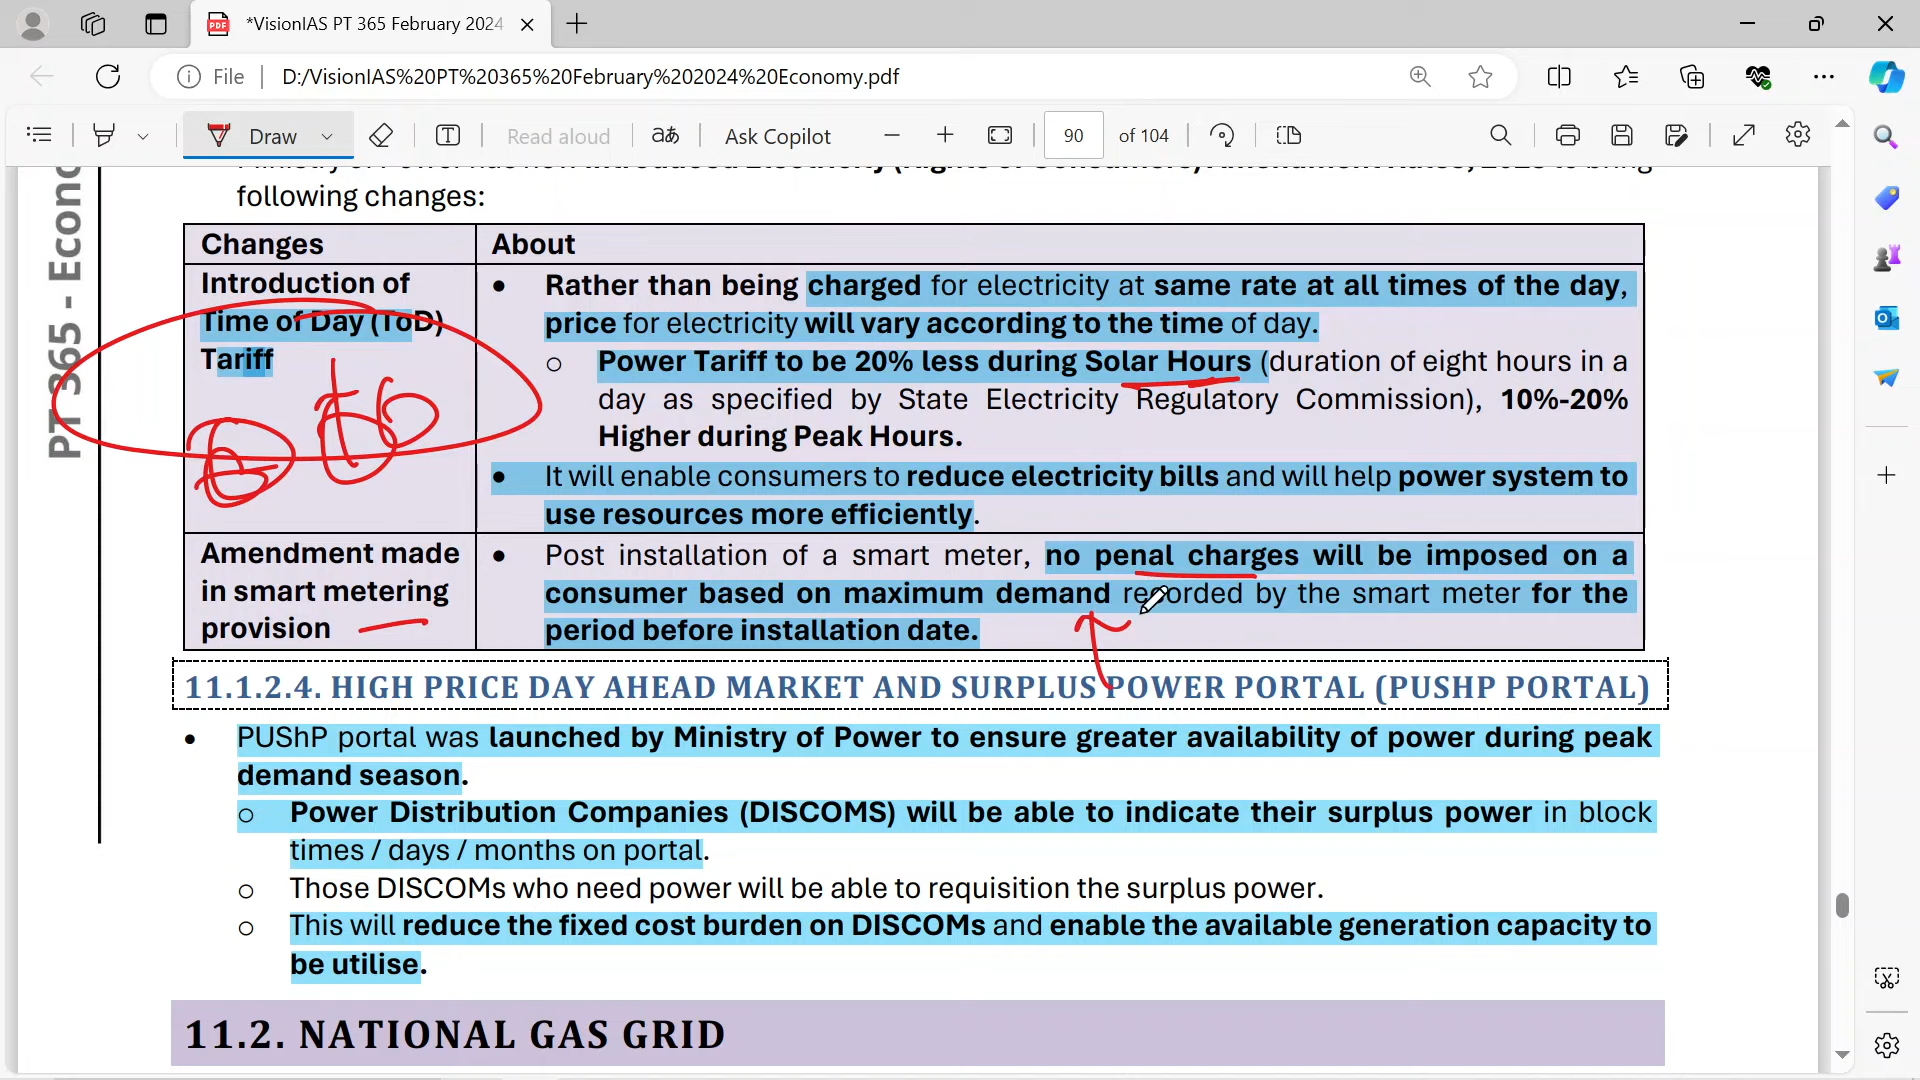 *VisionIAS PT 365 February 2024
File
D:/VisionIAS%20PT%20365%20February%202024%20Economy.pdf
Draw
Read aloud
aあ
Ask Copilot
90
of 104
PT 365 - Econo
following changes:
Changes
About
Introduction of
Time of Day (ToD)
Tariff
• Rather than being charged for electricity at same rate at all times of the day,
price for electricity will vary according to the time of day.
o Power Tariff to be 20% less during Solar Hours (duration of eight hours in a
day as specified by State Electricity Regulatory Commission), 10%-20%
Higher during Peak Hours.
• It will enable consumers to reduce electricity bills and will help power system to
use resources more efficiently.
Amendment made
in smart metering
provision
• Post installation of a smart meter, no penal charges will be imposed on a
consumer based on maximum demand recorded by the smart meter for the
period before installation date.
11.1.2.4. HIGH PRICE DAY AHEAD MARKET AND SURPLUS POWER PORTAL (PUSHP PORTAL)
• PUShP portal was launched by Ministry of Power to ensure greater availability of power during peak
demand season.
o Power Distribution Companies (DISCOMS) will be able to indicate their surplus power in block
times / days / months on portal.
o Those DISCOMs who need power will be able to requisition the surplus power.
o This will reduce the fixed cost burden on DISCOMs and enable the available generation capacity to
be utilise.
11.2. NATIONAL GAS GRID